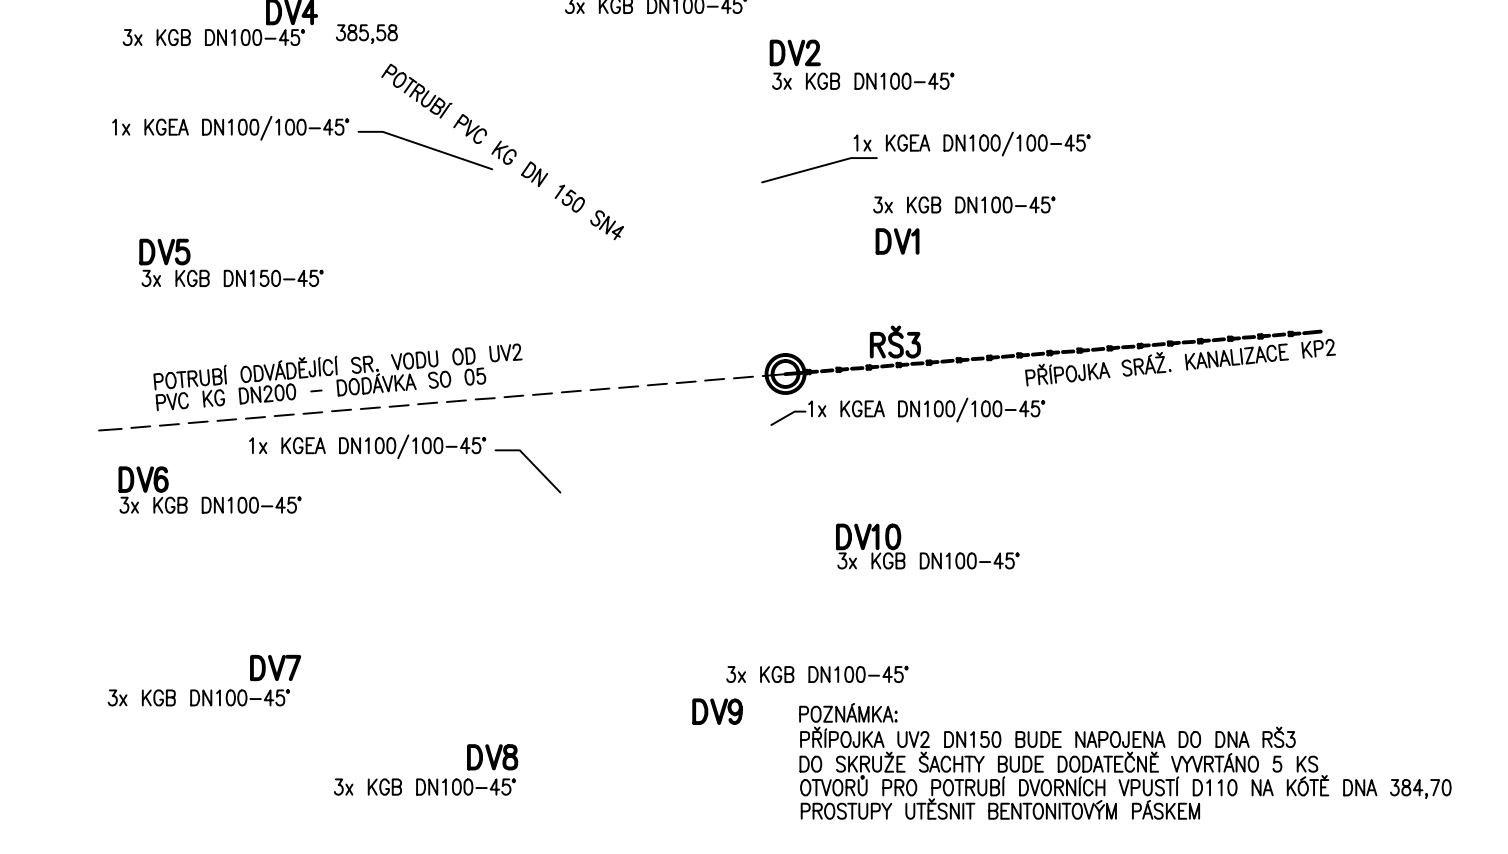 3x KGB DN100-45°
DV4
3x KGB DN100-45°
385,58
DV2
3x KGB DN100-45°
POTRUBÍ PVC KG DN 150 SN4
1x KGEA DN100/100-45°
1x KGEA DN100/100-45°
3x KGB DN100-45°
DV1
DV5
3x KGB DN150-45°
RŠ3
POTRUBÍ ODVÁDĚJÍCÍ SR. VODU OD UV2
PVC KG DN200 - DODÁVKA SO 05
PŘÍPOJKA SRÁŽ. KANALIZACE KP2
1x KGEA DN100/100-45°
1x KGEA DN100/100-45°
DV6
3x KGB DN100-45°
DV10
3x KGB DN100-45°
DV7
3x KGB DN100-45°
3x KGB DN100-45°
DV9
DV8
3x KGB DN100-45°
POZNÁMKA:
PŘÍPOJKA UV2 DN150 BUDE NAPOJENA DO DNA RŠ3
DO SKRUŽE ŠACHTY BUDE DODATEČNĚ VYVRTÁNO 5 KS
OTVORŮ PRO POTRUBÍ DVORNÍCH VPUSTÍ D110 NA KÓTĚ DNA 384,70
PROSTUPY UTĚSNIT BENTONITOVÝM PÁSKEM